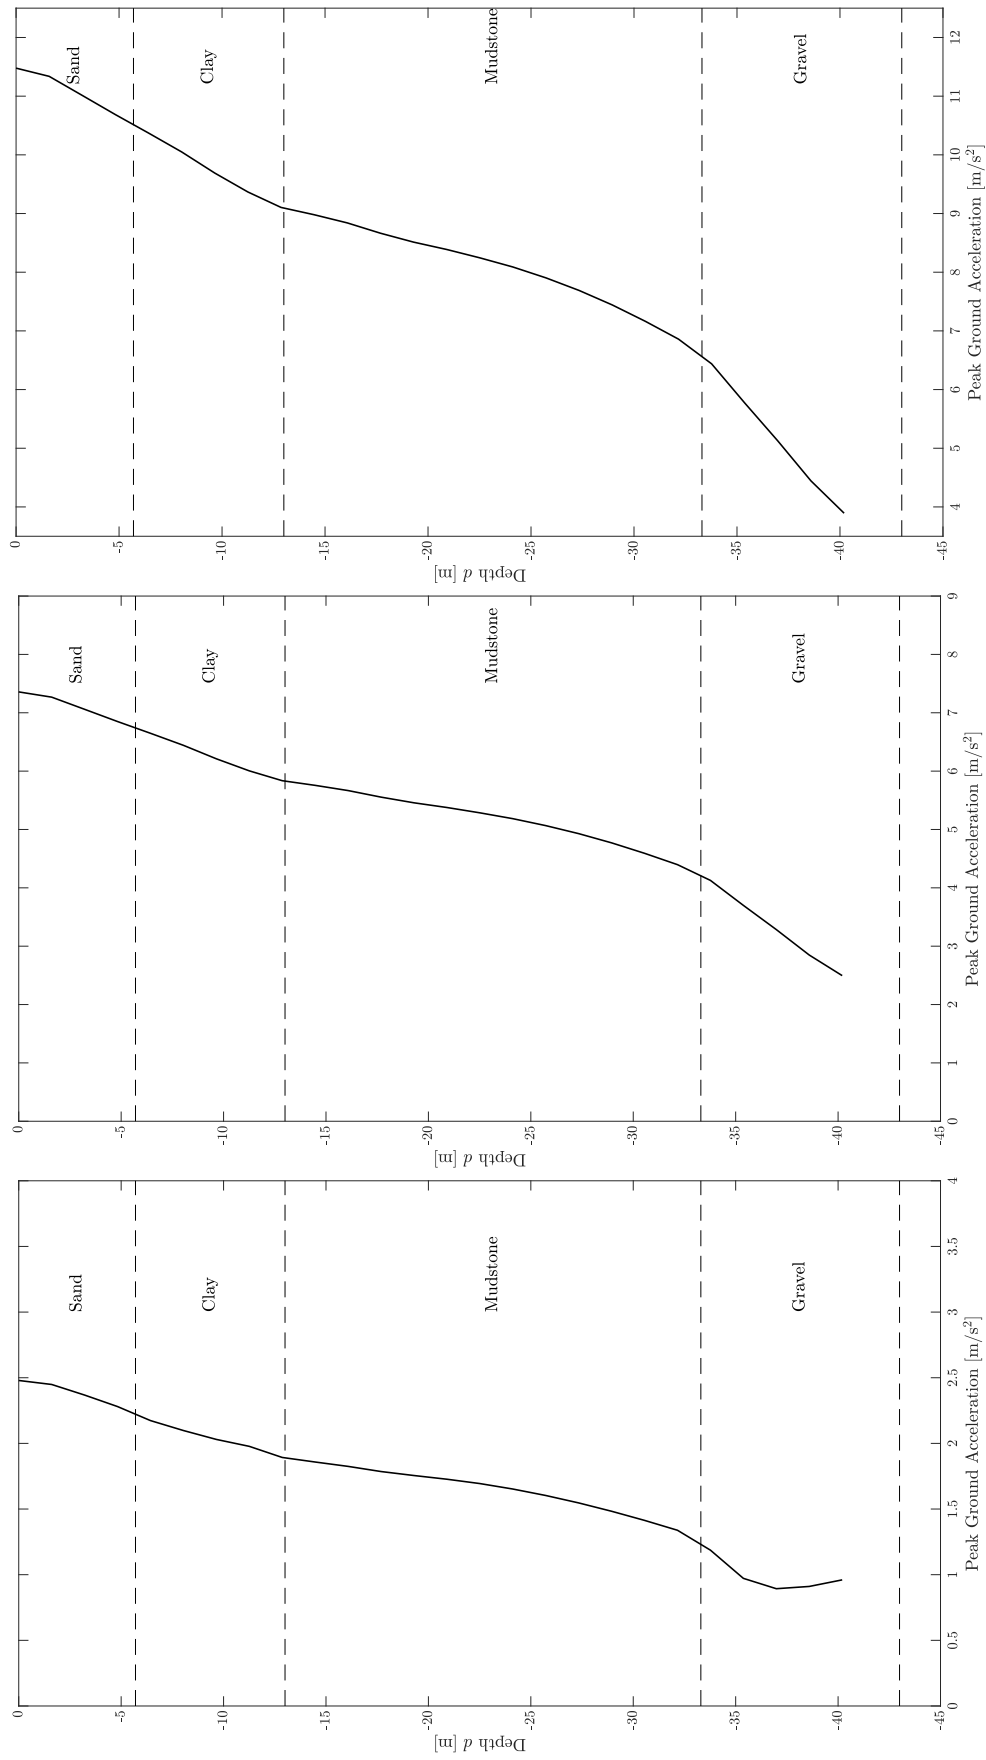 0
-5
-10
-15
-20
-25
-30
-35
-40
-45
Depth d [m]
Sand
Clay
Mudstone
Gravel
0 0.5 1 1.5 2 2.5 3 3.5 4
Peak Ground Acceleration [m/s²]
0
-5
-10
-15
-20
-25
-30
-35
-40
-45
Depth d [m]
Sand
Clay
Mudstone
Gravel
0 1 2 3 4 5 6 7 8 9
Peak Ground Acceleration [m/s²]
0
-5
-10
-15
-20
-25
-30
-35
-40
-45
Depth d [m]
Sand
Clay
Mudstone
Gravel
4 5 6 7 8 9 10 11 12
Peak Ground Acceleration [m/s²]